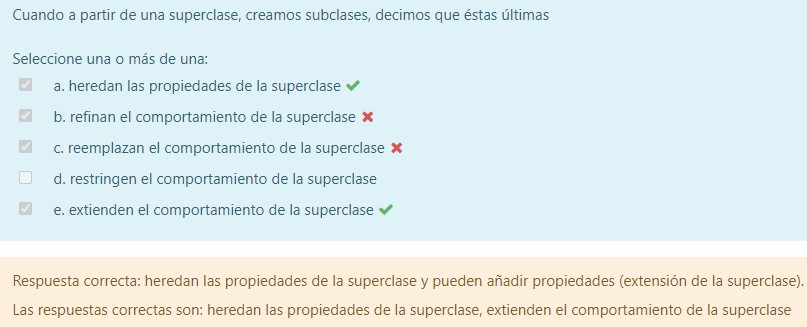 Cuando a partir de una superclase, creamos subclases, decimos que éstas últimas
Seleccione una o más de una:
a. heredan las propiedades de la superclase
b. refinan el comportamiento de la superclase
c. reemplazan el comportamiento de la superclase
d. restringen el comportamiento de la superclase
e. extienden el comportamiento de la superclase
Respuesta correcta: heredan las propiedades de la superclase y pueden añadir propiedades (extensión de la superclase).
Las respuestas correctas son: heredan las propiedades de la superclase, extienden el comportamiento de la superclase